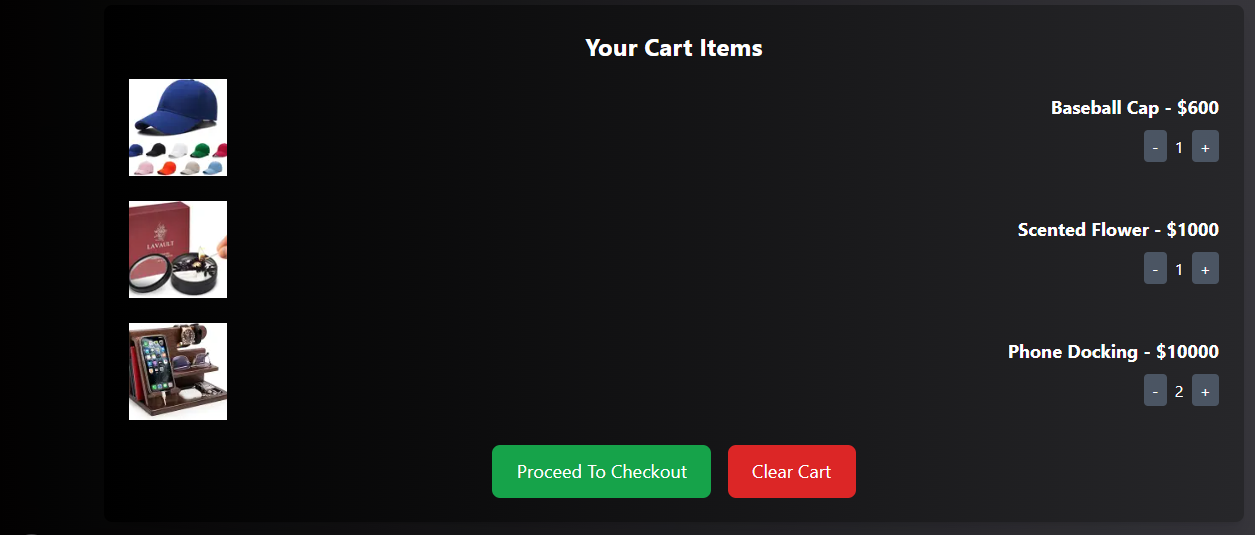 Your Cart Items
Baseball Cap - $600
- 1 +
LAVAULT
Scented Flower - $1000
- 1 +
Phone Docking - $10000
- 2 +
Proceed To Checkout
Clear Cart